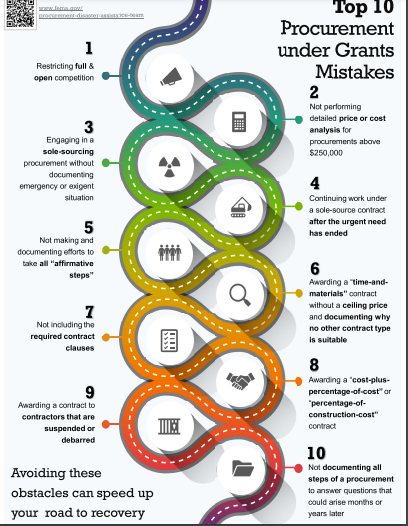 www.fema.gov/
procurement-disaster-assistance-team
Top 10
Procurement
under Grants
Mistakes
1
Restricting full &
open competition
2
Not performing
detailed price or cost
analysis for
procurements above
$250,000
3
Engaging in a
sole-sourcing
procurement without
documenting
emergency or exigent
situation
4
Continuing work under
a sole-source contract
after the urgent need
has ended
5
Not making and
documenting efforts to
take all “affirmative
steps”
6
Awarding a “time-and-
materials” contract
without a ceiling price
and documenting why
no other contract type
is suitable
7
Not including the
required contract
clauses
8
Awarding a “cost-plus-
percentage-of-cost” or
“percentage-of-
construction-cost”
contract
9
Awarding a contract to
contractors that are
suspended or
debarred
10
Not documenting all
steps of a procurement
to answer questions that
could arise months or
years later
Avoiding these
obstacles can speed up
your road to recovery